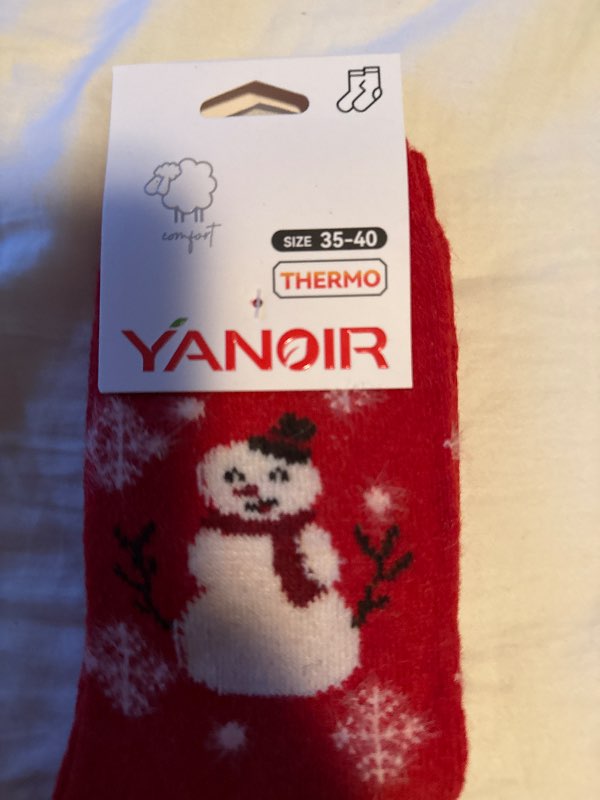 comfort
SIZE 35-40
THERMO
YANOIR